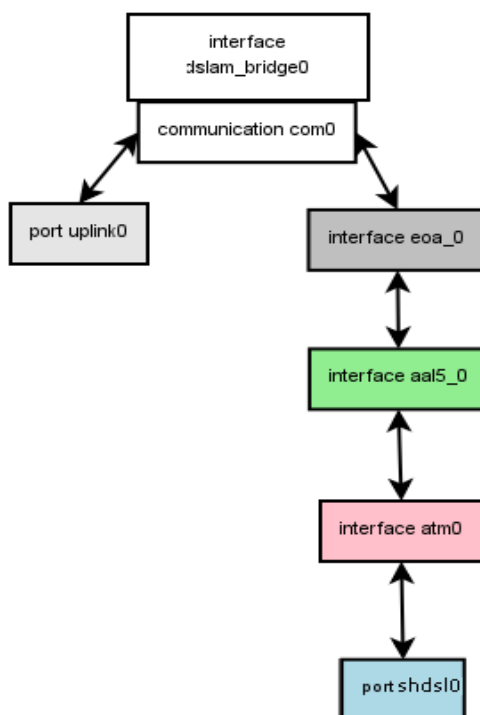 interface
dslam_bridge0
communication com0
port uplink0
interface eoa_0
interface aal5_0
interface atm0
port shdsl0